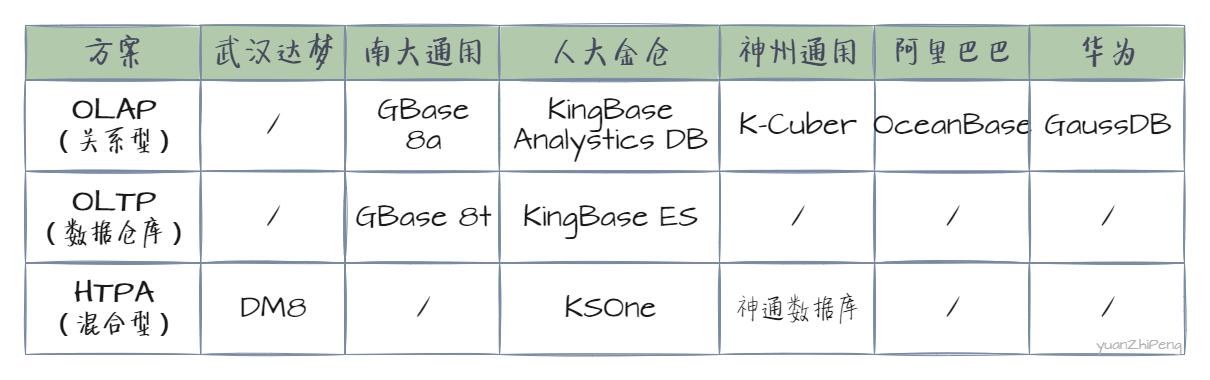 方案 武汉达梦 南大通用 人大金仓 神州通用 阿里巴巴 华为
OLAP
（关系型）
/
GBase
8a
KingBase
Analystics DB
K-Cuber
OceanBase
GaussDB
OLTP
（数据仓库）
/
GBase 8t
KingBase ES
/
/
/
HTPA
（混合型）
DM8
/
KSOne
神通数据库
/
/
yuanZhiPeng